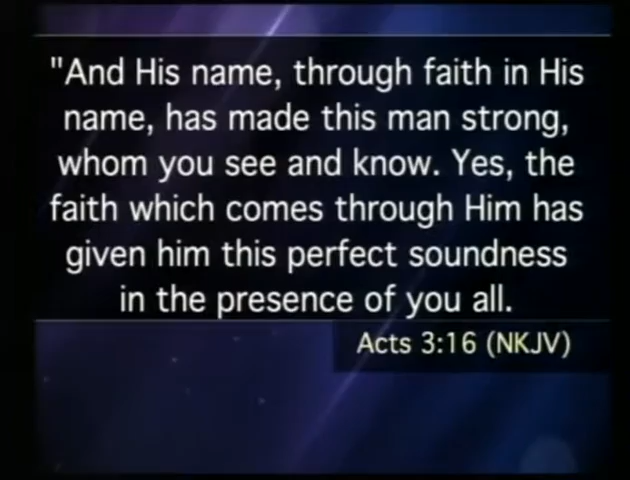 "And His name, through faith in His
name, has made this man strong,
whom you see and know. Yes, the
faith which comes through Him has
given him this perfect soundness
in the presence of you all.
Acts 3:16 (NKJV)